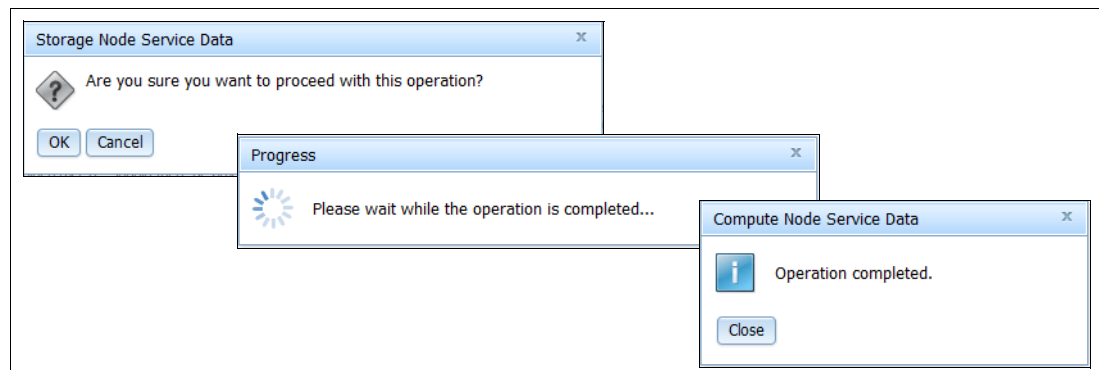 Storage Node Service Data
x
Are you sure you want to proceed with this operation?
OK Cancel
Progress
x
Please wait while the operation is completed...
Compute Node Service Data
x
Operation completed.
Close